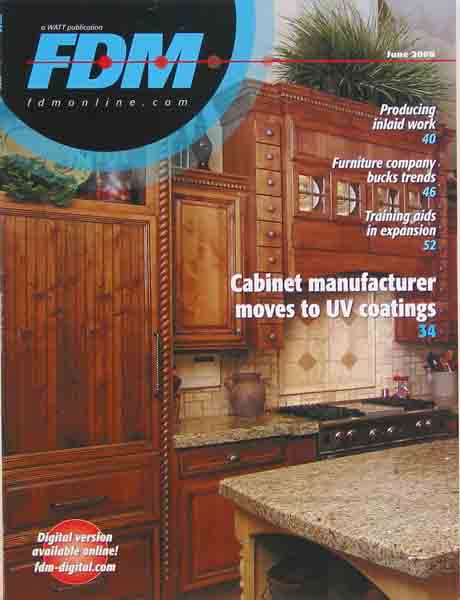 a WATT publication
FDM
fdmonline.com
June 2008
Producing
inlaid work
40
Furniture company
bucks trends
46
Training aids
in expansion
52
Cabinet manufacturer
moves to UV coatings
34
Digital version
available online!
fdm-digital.com